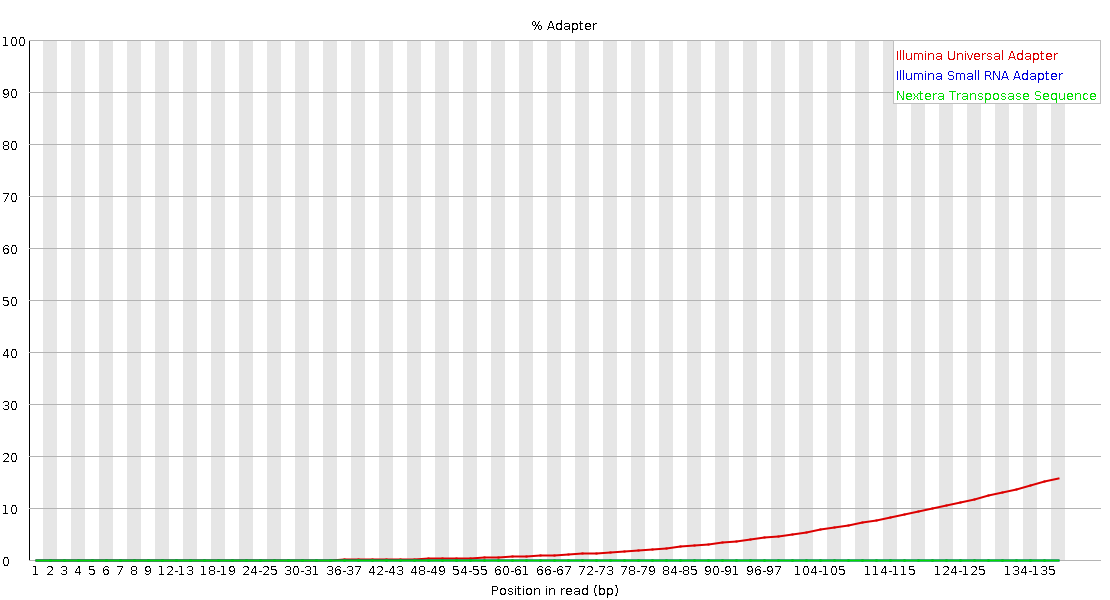 % Adapter
100
90
80
70
60
50
40
30
20
10
0
Illumina Universal Adapter
Illumina Small RNA Adapter
Nextera Transposase Sequence
1 2 3 4 5 6 7 8 9 12-13 18-19 24-25 30-31 36-37 42-43 48-49 54-55 60-61 66-67 72-73 78-79 84-85 90-91 96-97 104-105 114-115 124-125 134-135
Position in read (bp)